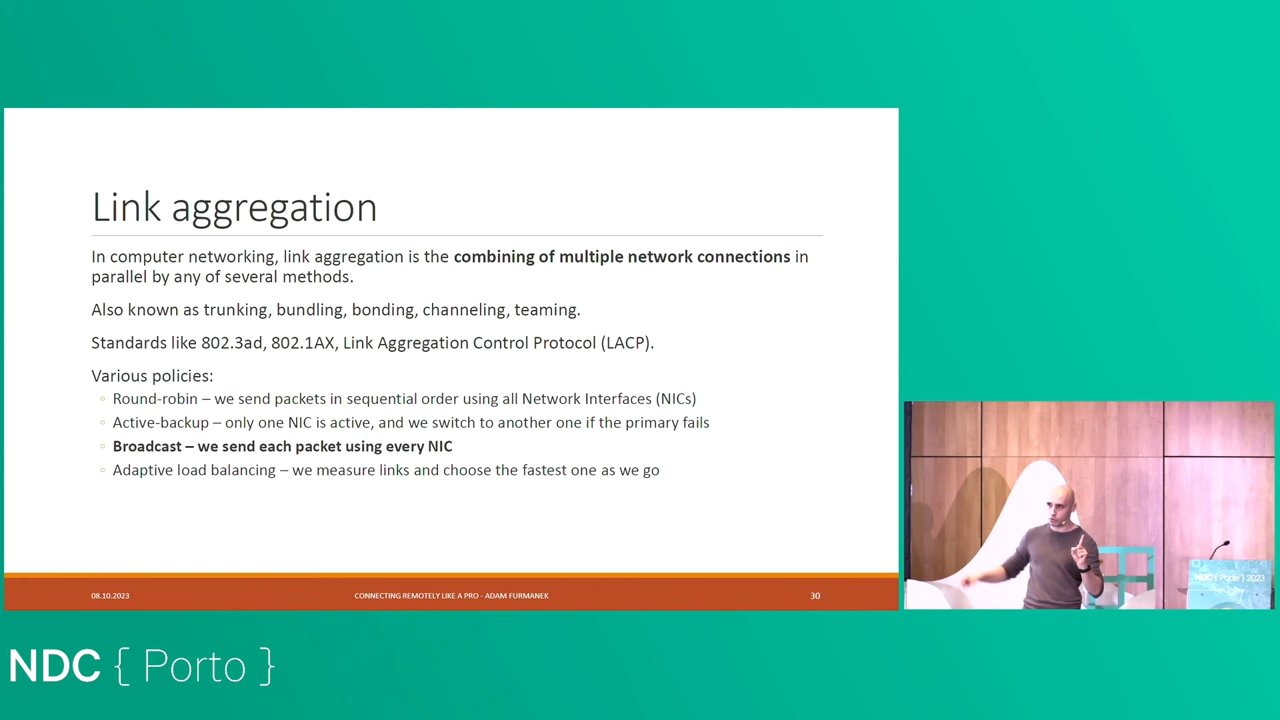 Link aggregation
In computer networking, link aggregation is the combining of multiple network connections in
parallel by any of several methods.
Also known as trunking, bundling, bonding, channeling, teaming.
Standards like 802.3ad, 802.1AX, Link Aggregation Control Protocol (LACP).
Various policies:
Round-robin – we send packets in sequential order using all Network Interfaces (NICs)
Active-backup – only one NIC is active, and we switch to another one if the primary fails
Broadcast – we send each packet using every NIC
Adaptive load balancing – we measure links and choose the fastest one as we go
08.10.2023 CONNECTING REMOTELY LIKE A PRO - ADAM FURMANEK 30
NDC { Porto } 2023
NDC { Porto }